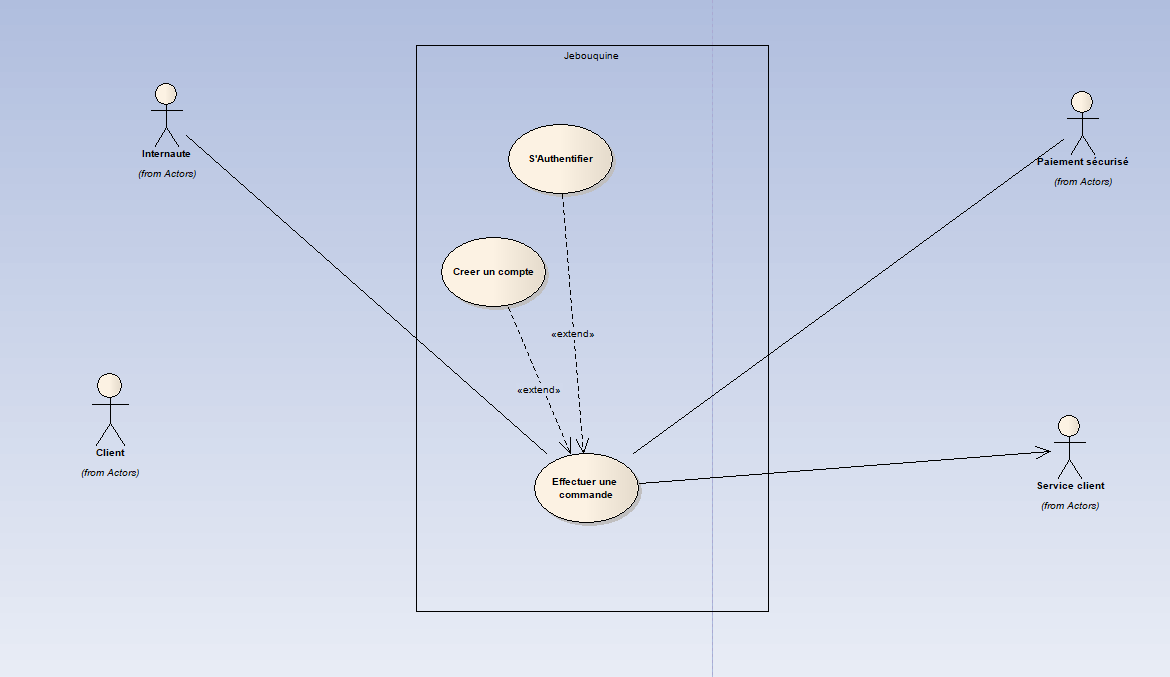 Jebouquine
Internaute
(from Actors)
S'Authentifier
Paiement sécurisé
(from Actors)
Creer un compte
«extend»
«extend»
Client
(from Actors)
Effectuer une
commande
Service client
(from Actors)